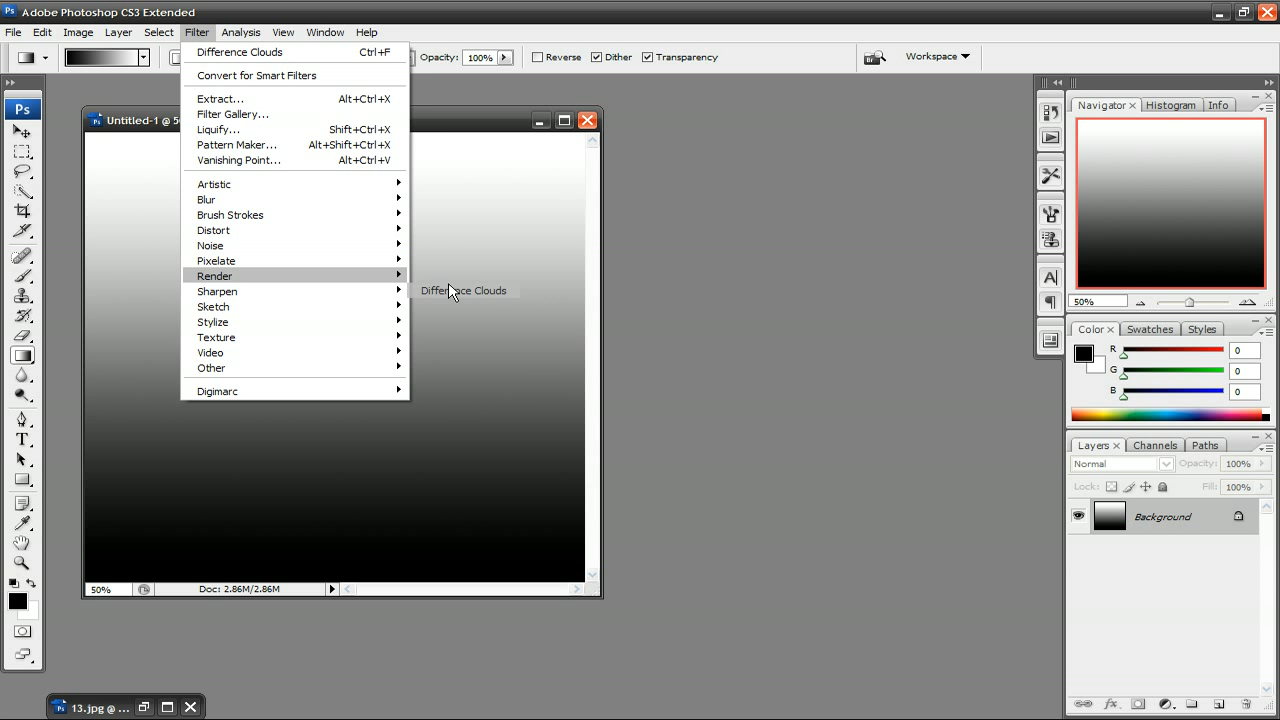 Ps Adobe Photoshop CS3 Extended
File Edit Image Layer Select Filter Analysis View Window Help
Opacity: 100% Reverse Dither Transparency Br Workspace
Difference Clouds Ctrl+F
Convert for Smart Filters
Extract... Alt+Ctrl+X
Filter Gallery...
Liquify... Shift+Ctrl+X
Pattern Maker... Alt+Shift+Ctrl+X
Vanishing Point... Alt+Ctrl+V
Artistic
Blur
Brush Strokes
Distort
Noise
Pixelate
Render
Sharpen
Sketch
Stylize
Texture
Video
Other
Digimarc
Difference Clouds
Ps
T
Untitled-1 @ 5
50% Doc: 2.86M/2.86M
13.jpg @ ...
A
Navigator Histogram Info
50%
Color Swatches Styles
R 0
G 0
B 0
Layers Channels Paths
Normal Opacity: 100%
Lock: Fill: 100%
Background
fx